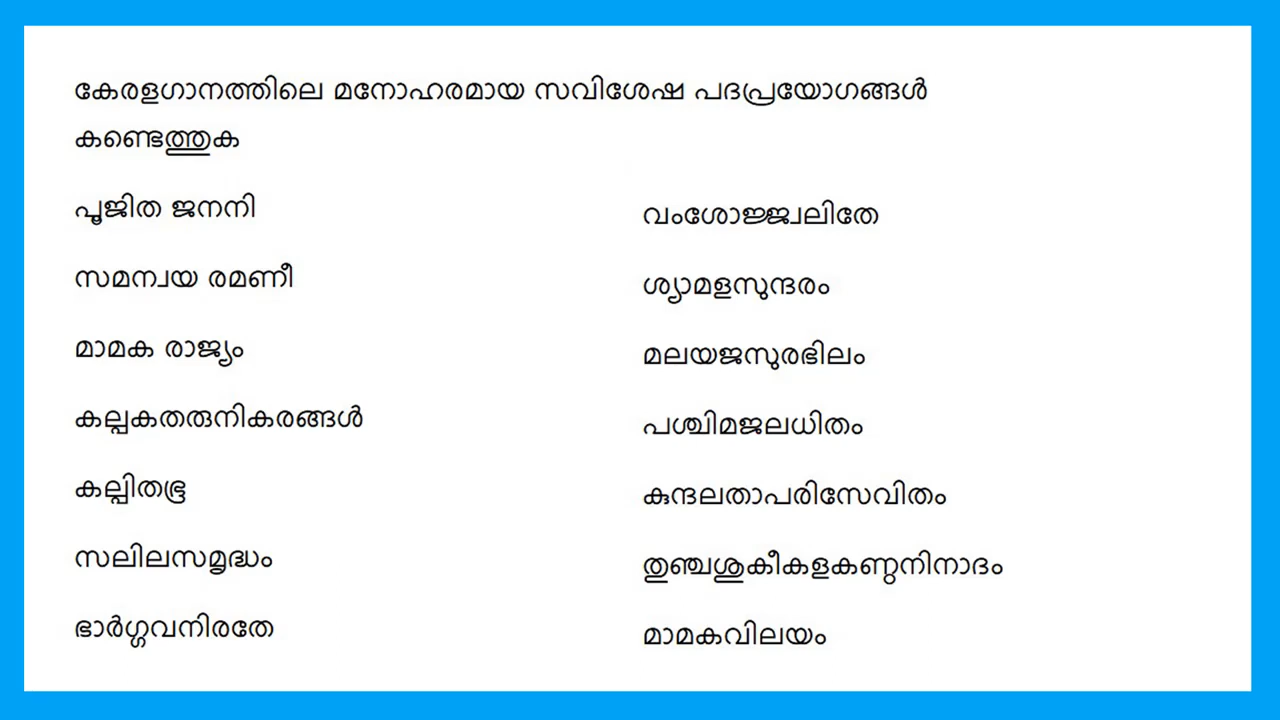 കേരളഗാനത്തിലെ മനോഹരമായ സവിശേഷ പദപ്രയോഗങ്ങൾ
കണ്ടെത്തുക
പൂജിത ജനനി
സമന്വയ രമണീ
മാമക രാജ്യം
കല്പകതരുനികരങ്ങൾ
കല്പിതഭൂ
സലിലസമൃദ്ധം
ഭാർഗ്ഗവനിരതേ
വംശോജ്ജ്വലിതേ
ശ്യാമളസുന്ദരം
മലയജസുരഭിലം
പശ്ചിമജലധിതം
കുന്ദലതാപരിസേവിതം
തുഞ്ചശുകീകളകണ്ഠനിനാദം
മാമകവിലയം